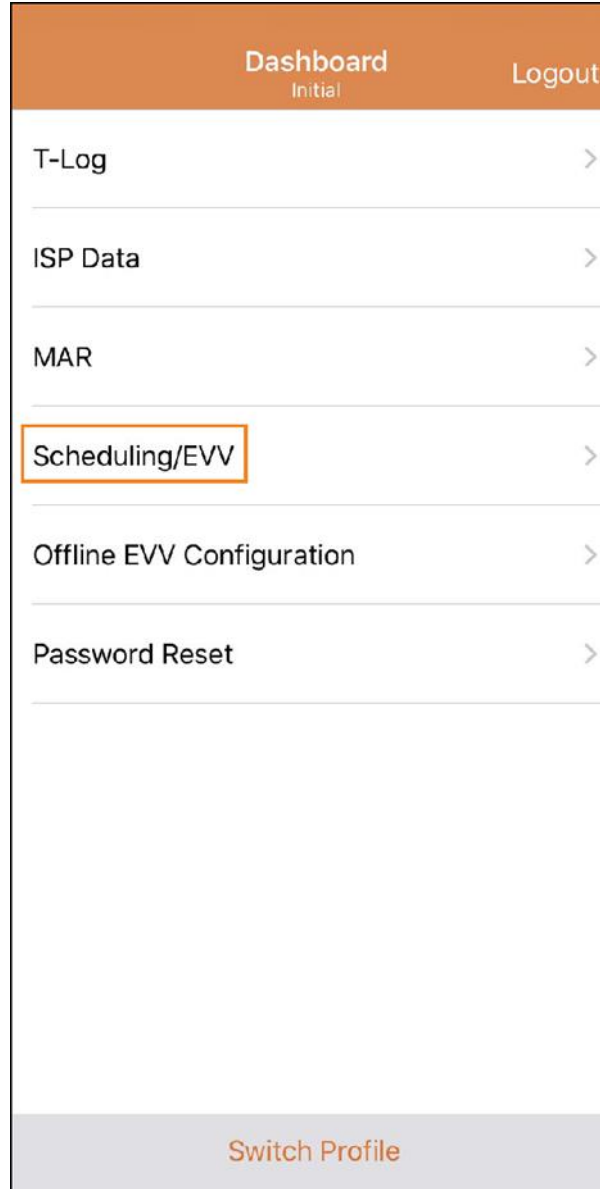 Dashboard
Initial
Logout
T-Log
ISP Data
MAR
Scheduling/EVV
Offline EVV Configuration
Password Reset
Switch Profile